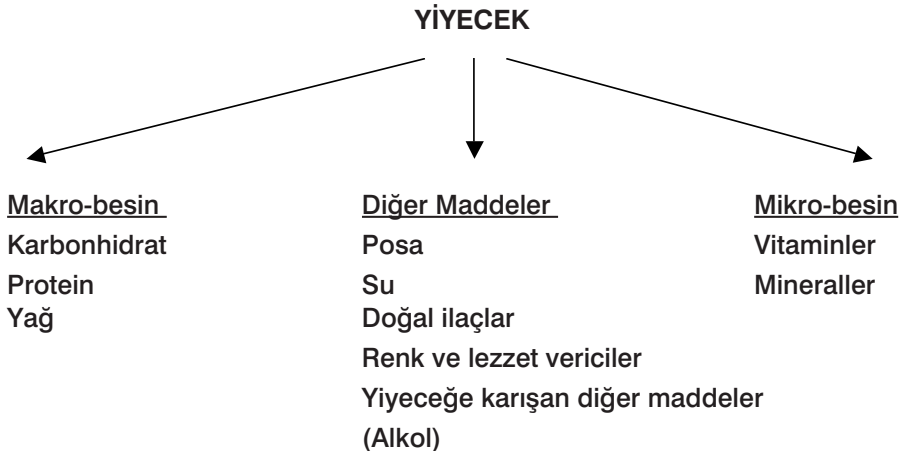 YİYECEK
Makro-besin
Karbonhidrat
Protein
Yağ
Diğer Maddeler
Posa
Su
Doğal ilaçlar
Renk ve lezzet vericiler
Yiyeceğe karışan diğer maddeler
(Alkol)
Mikro-besin
Vitaminler
Mineraller